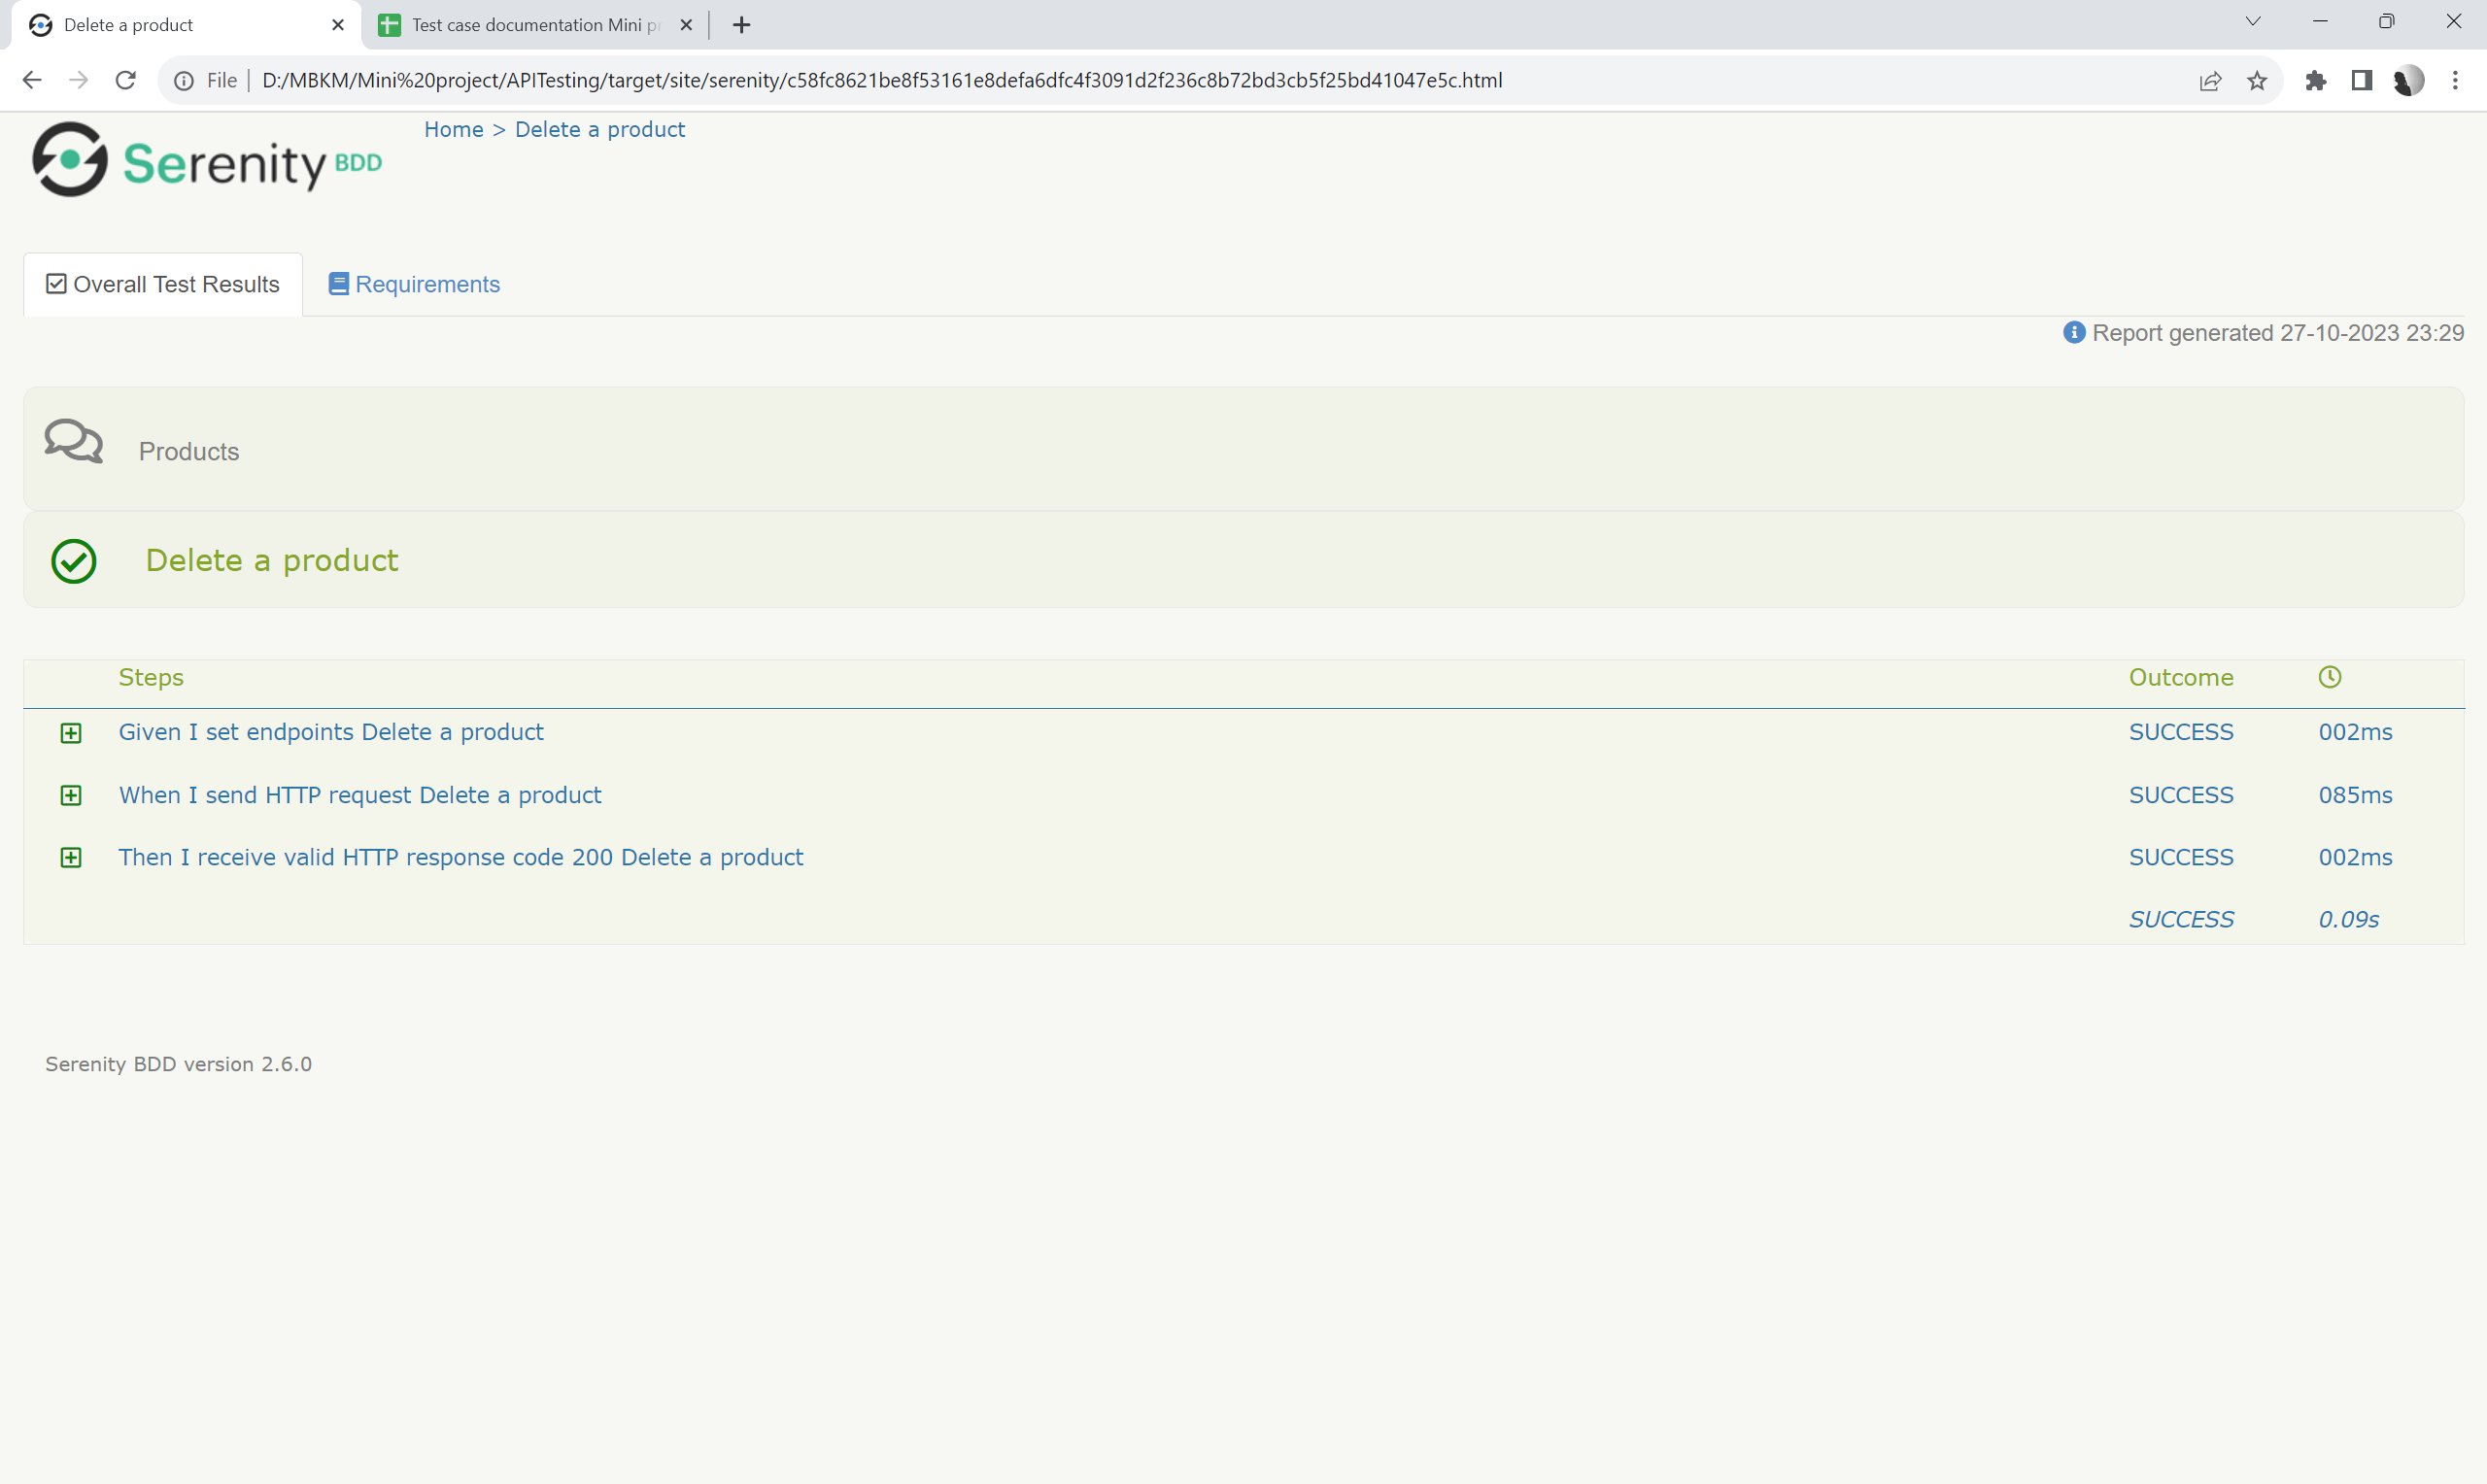 Delete a product
Test case documentation Mini p
File
D:/MBKM/Mini%20project/APITesting/target/site/serenity/c58fc8621be8f53161e8defa6dfc4f3091d2f236c8b72bd3cb5f25bd41047e5c.html
Serenity BDD
Home > Delete a product
Overall Test Results
Requirements
Report generated 27-10-2023 23:29
Products
Delete a product
Steps Outcome
Given I set endpoints Delete a product SUCCESS 002ms
When I send HTTP request Delete a product SUCCESS 085ms
Then I receive valid HTTP response code 200 Delete a product SUCCESS 002ms
SUCCESS 0.09s
Serenity BDD version 2.6.0